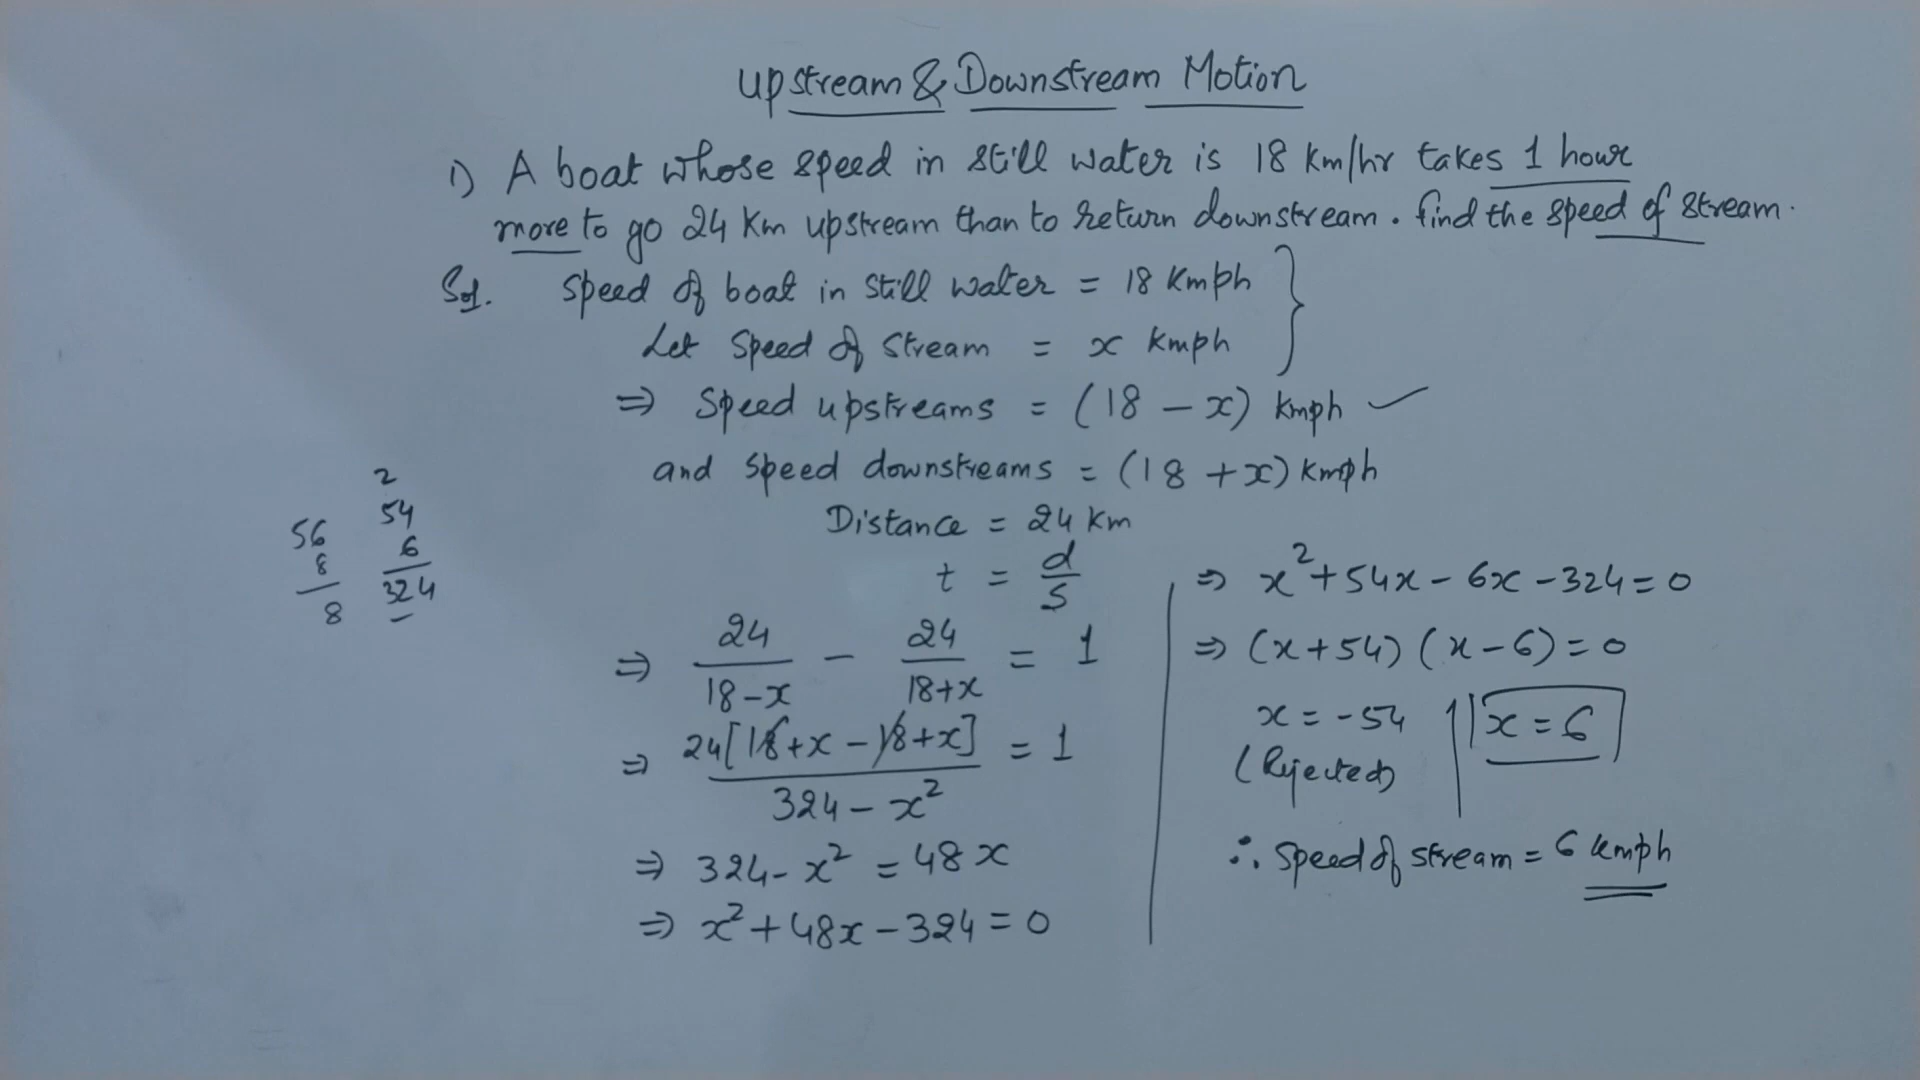 Upstream & Downstream Motion
1) A boat whose speed in still water is 18 km/hr takes 1 hour
more to go 24 km upstream than to return downstream. find the speed of stream.
Sol. Speed of boat in still water = 18 kmph
Let speed of stream = x kmph
⇒ Speed upstreams = (18 - x) kmph ✓
and speed downstreams = (18 + x) kmph
Distance = 24 km
t = d/s
⇒ 24/(18-x) - 24/(18+x) = 1
⇒ 24[18+x-18+x]/(324-x²) = 1
⇒ 324-x² = 48x
⇒ x²+48x-324=0
⇒ x²+54x-6x-324=0
⇒ (x+54)(x-6)=0
x=-54 || x=6
(Rejected)
∴ Speed of stream = 6 kmph
56
8
8
2
54
6
324